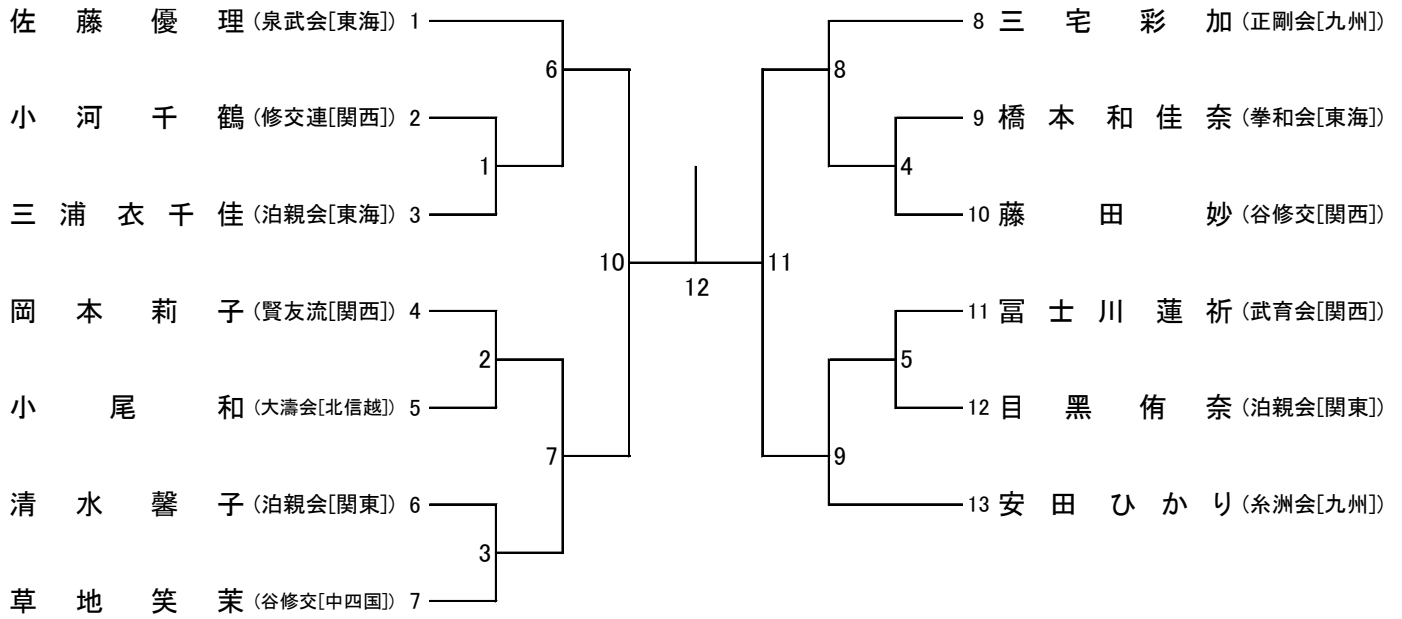 佐藤優理 (泉武会[東海]) 1
小河千鶴 (修交連[関西]) 2
三浦衣千佳 (泊親会[東海]) 3
岡本莉子 (賢友流[関西]) 4
小尾和 (大濤会[北信越]) 5
清水馨子 (泊親会[関東]) 6
草地笑茉 (谷修交[中四国]) 7
6
1
2
7
3
10
12
11
8
4
5
9
8 三宅彩加 (正剛会[九州])
9 橋本和佳奈 (拳和会[東海])
10 藤田妙 (谷修交[関西])
11 冨士川蓮祈 (武育会[関西])
12 目黒侑奈 (泊親会[関東])
13 安田ひかり (糸洲会[九州])